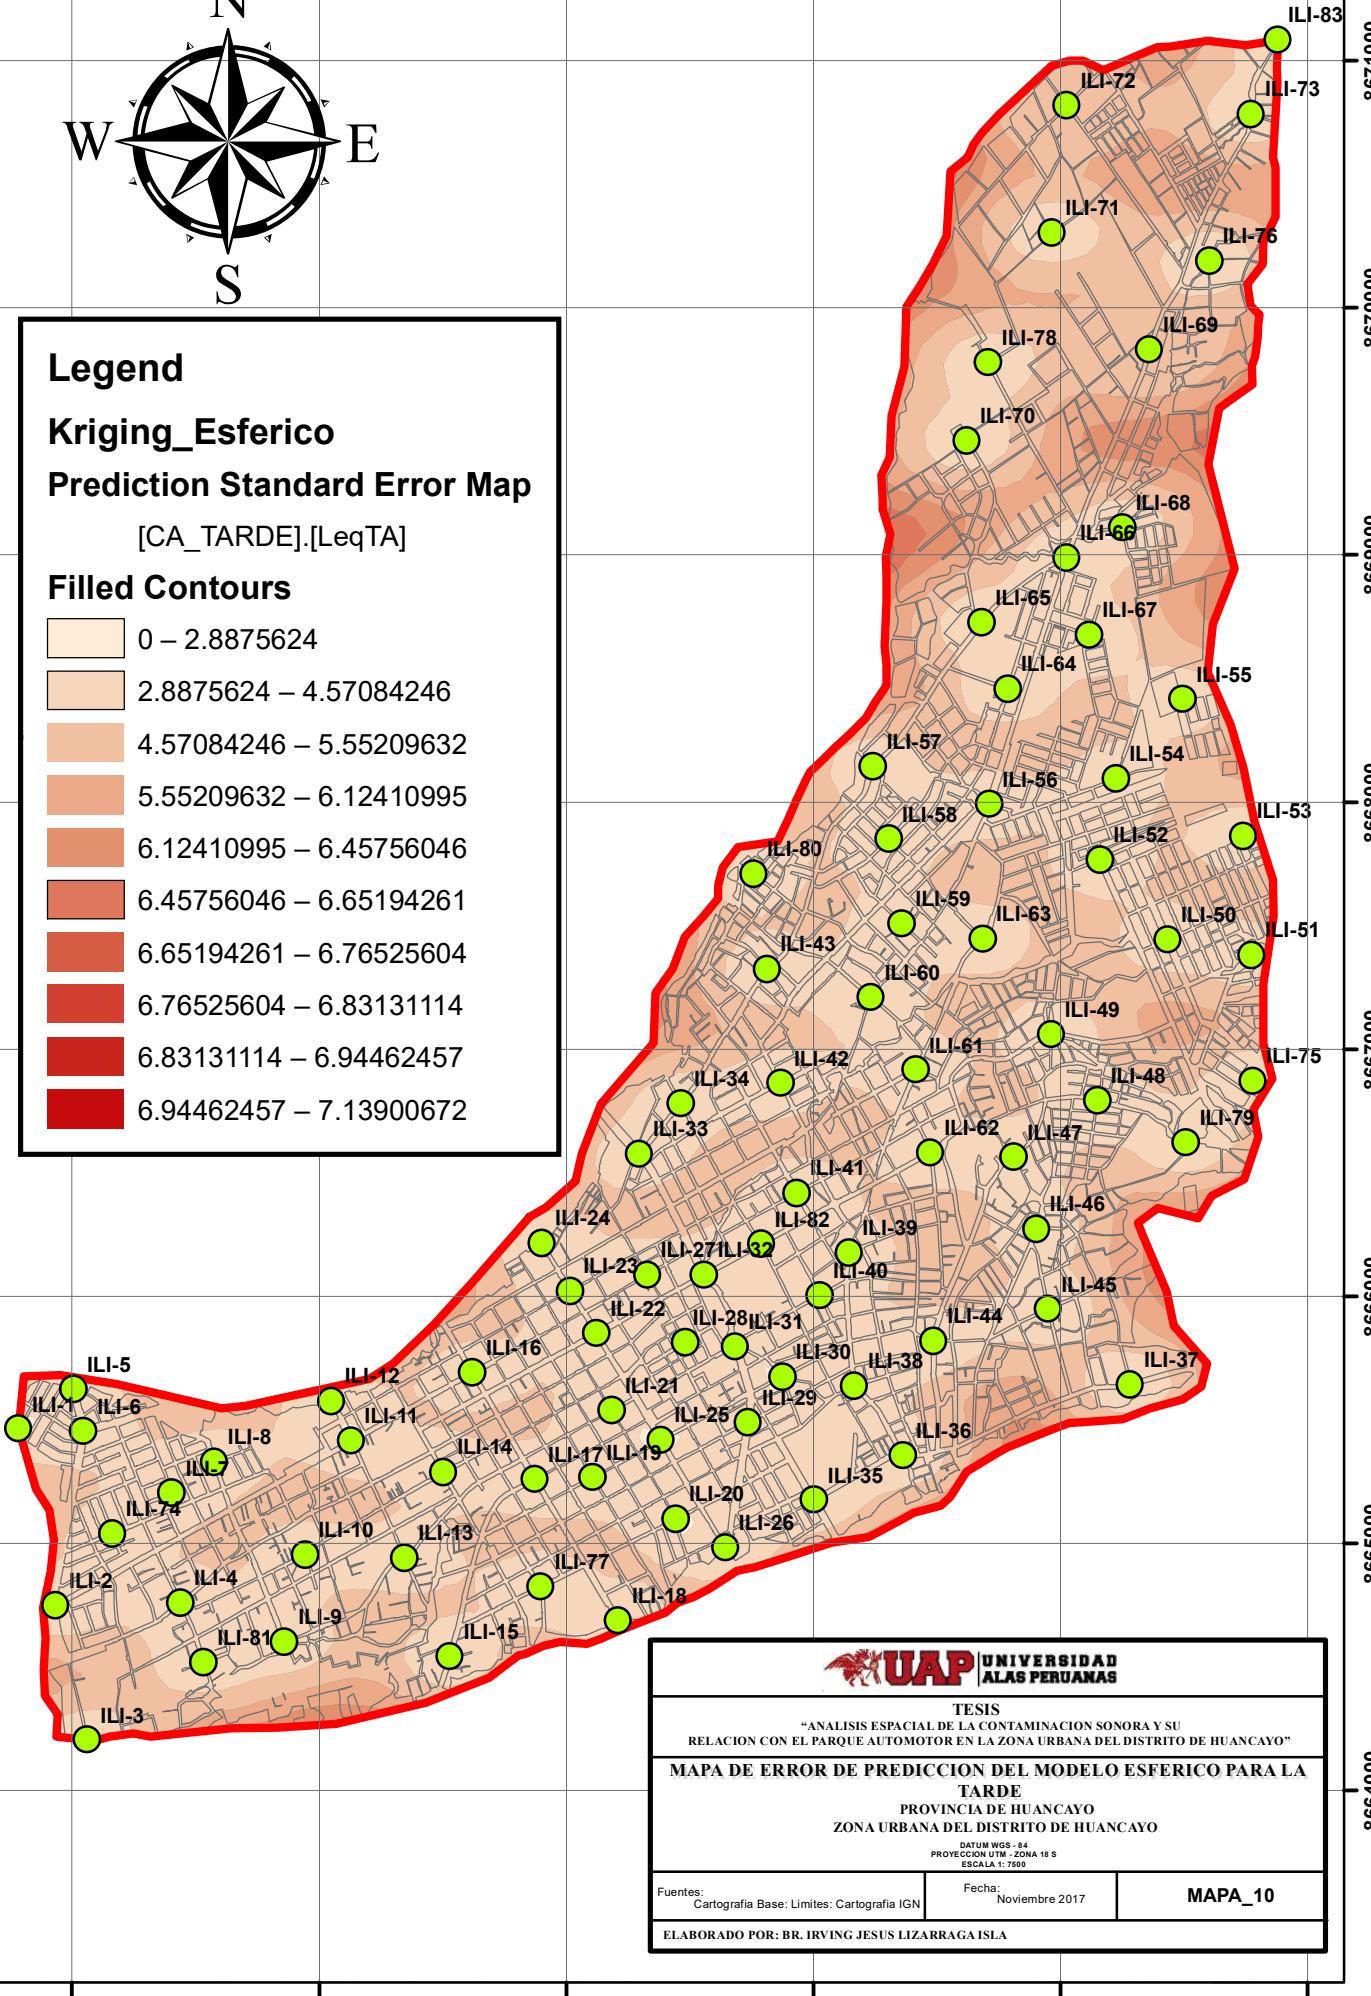 N
W
E
S
Legend
Kriging_Esferico
Prediction Standard Error Map
[CA_TARDE].[LeqTA]
Filled Contours
0 – 2.8875624
2.8875624 – 4.57084246
4.57084246 – 5.55209632
5.55209632 – 6.12410995
6.12410995 – 6.45756046
6.45756046 – 6.65194261
6.65194261 – 6.76525604
6.76525604 – 6.83131114
6.83131114 – 6.94462457
6.94462457 – 7.13900672
ILI-83
ILI-72
ILI-73
ILI-71
ILI-76
ILI-69
ILI-78
ILI-70
ILI-68
ILI-66
ILI-65
ILI-67
ILI-64
ILI-55
ILI-57
ILI-54
ILI-56
ILI-53
ILI-58
ILI-52
ILI-80
ILI-59
ILI-63
ILI-50
ILI-51
ILI-43
ILI-60
ILI-49
ILI-42
ILI-61
ILI-75
ILI-34
ILI-48
ILI-79
ILI-33
ILI-62
ILI-47
ILI-41
ILI-46
ILI-24
ILI-82
ILI-39
ILI-27
ILI-32
ILI-23
ILI-40
ILI-45
ILI-22
ILI-28
ILI-31
ILI-44
ILI-16
ILI-30
ILI-38
ILI-37
ILI-5
ILI-12
ILI-21
ILI-29
ILI-1
ILI-6
ILI-11
ILI-25
ILI-36
ILI-8
ILI-14
ILI-17
ILI-19
ILI-7
ILI-35
ILI-74
ILI-20
ILI-26
ILI-10
ILI-13
ILI-77
ILI-2
ILI-4
ILI-18
ILI-9
ILI-81
ILI-15
ILI-3
8671000
8670000
8669000
8668000
8667000
8666000
8665000
8664000
UAP UNIVERSIDAD
ALAS PERUANAS
TESIS
“ANALISIS ESPACIAL DE LA CONTAMINACION SONORA Y SU
RELACION CON EL PARQUE AUTOMOTOR EN LA ZONA URBANA DEL DISTRITO DE HUANCAYO”
MAPA DE ERROR DE PREDICCION DEL MODELO ESFERICO PARA LA
TARDE
PROVINCIA DE HUANCAYO
ZONA URBANA DEL DISTRITO DE HUANCAYO
DATUM WGS - 84
PROYECCION UTM - ZONA 18 S
ESCALA 1: 7500
Fuentes:
Cartografia Base: Limites: Cartografia IGN
Fecha:
Noviembre 2017
MAPA_10
ELABORADO POR: BR. IRVING JESUS LIZARRAGA ISLA